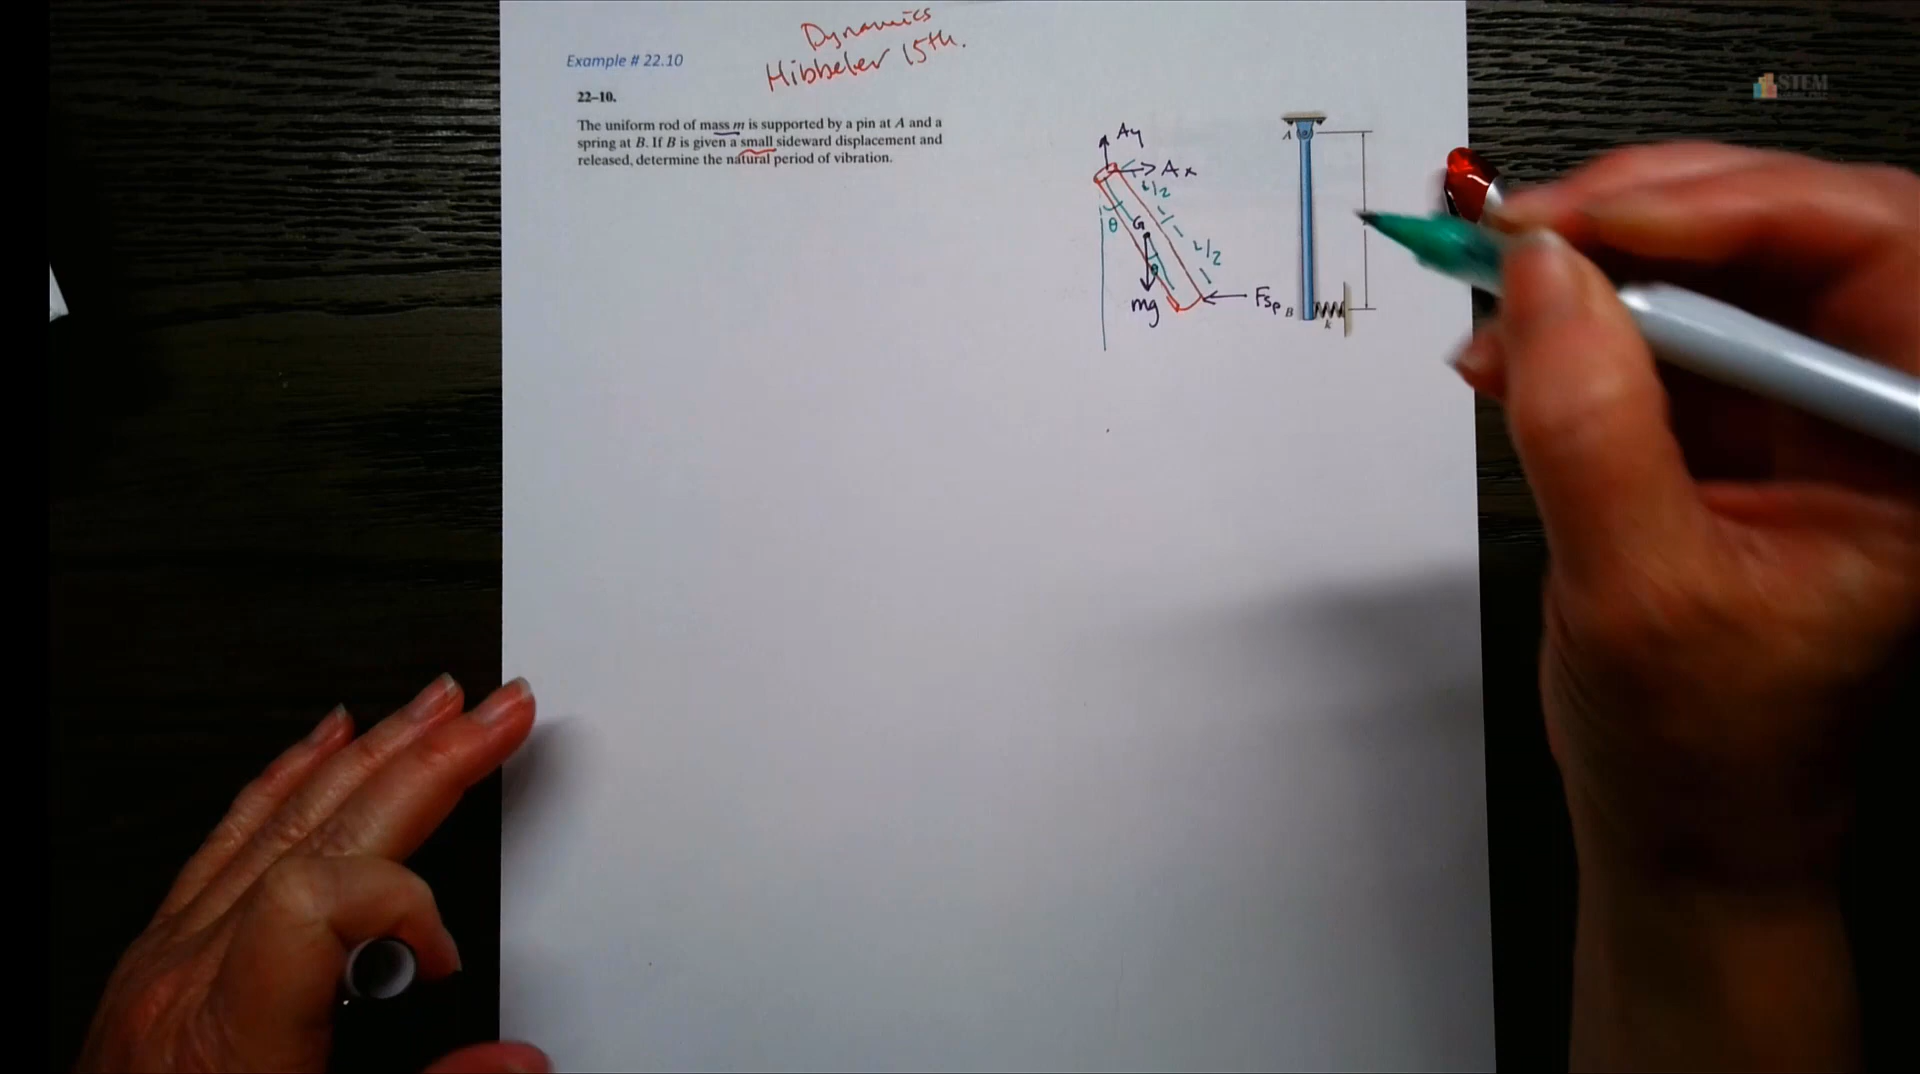 Dynamics
Hibbeler 15th.
Example # 22.10
22–10.
The uniform rod of mass m is supported by a pin at A and a
spring at B. If B is given a small sideward displacement and
released, determine the natural period of vibration.
STEM
Ay
Ax
L/2
θ
G
L/2
θ
mg
Fsp
A
B
k